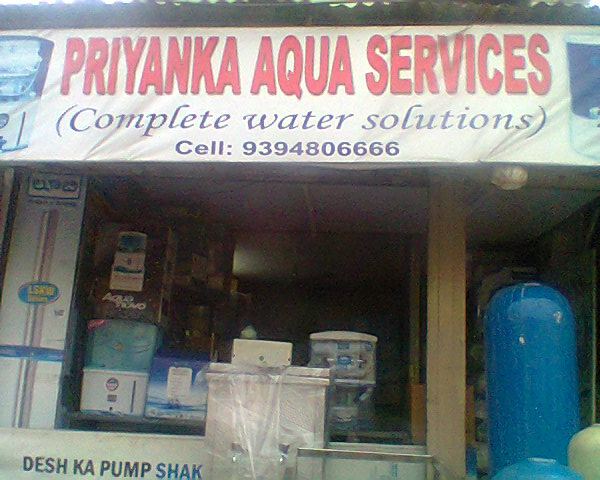 PRIYANKA AQUA SERVICES
(Complete water solutions)
Cell: 9394806666
DESH KA PUMP SHAK